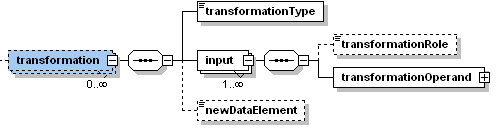 transformationType
transformationRole
transformation
input
0..∞
1..∞
transformationOperand
newDataElement